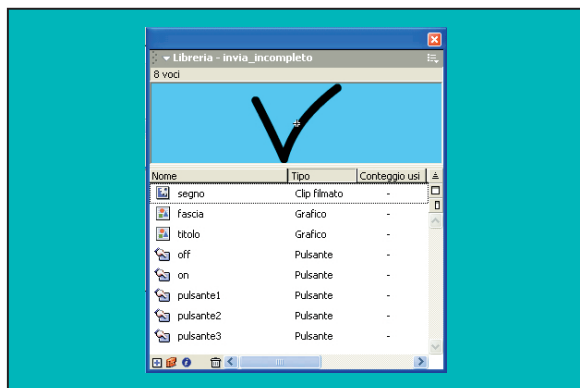 Libreria - invia_incompleto
8 voci
Nome Tipo Conteggio usi
segno Clip filmato -
fascia Grafico -
titolo Grafico -
off Pulsante -
on Pulsante -
pulsante1 Pulsante -
pulsante2 Pulsante -
pulsante3 Pulsante -